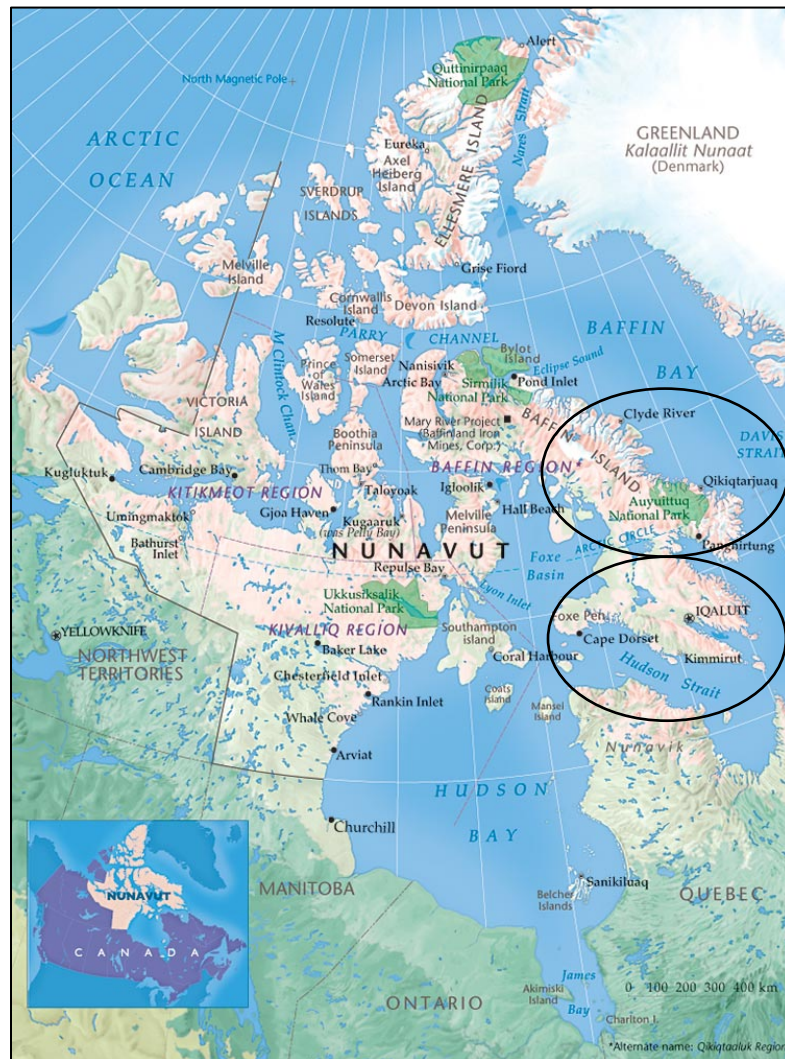 Alert
Quttinirpaaq
National Park
North Magnetic Pole
Nares Strait
GREENLAND
Kalaallit Nunaat
(Denmark)
ARCTIC
OCEAN
Eureka
Axel
Heiberg
Island
ELLESMERE ISLAND
SVERDRUP
ISLANDS
Melville
Island
Grise Fiord
Cornwallis
Island
Devon Island
Resolute
PARRY CHANNEL
BAFFIN
BAY
Bylot
Island
Eclipse Sound
M Clintock Chan.
Prince
of
Wales
Island
Somerset
Island
Nanisivik
Arctic Bay
Sirmilik
National Park
Pond Inlet
VICTORIA
ISLAND
Boothia
Peninsula
Mary River Project
(Baffinland Iron
Mines, Corp.)
BAFFIN ISLAND
Clyde River
DAVIS
STRAIT
Kugluktuk
Cambridge Bay
KITIKMEOT REGION
Thom Bay
Taloyoak
BAFFIN REGION*
Igloolik
Qikiqtarjuaq
Auyuittuq
National Park
Umingmaktok
Gjoa Haven
Kugaaruk
(was Pelly Bay)
Melville
Peninsula
Hall Beach
Bathurst
Inlet
NUNAVUT
ARCTIC CIRCLE
Pangnirtung
Foxe
Basin
Repulse Bay
Lyon Inlet
Ukkusiksalik
National Park
Foxe Pen.
IQALUIT
YELLOWKNIFE
KIVALLIQ REGION
Southampton
island
Cape Dorset
NORTHWEST
TERRITORIES
Baker Lake
Coral Harbour
Kimmirut
Chesterfield Inlet
Hudson Strait
Rankin Inlet
Coats
Island
Mansel
Island
Whale Cove
Nunavik
Arviat
HUDSON
BAY
Churchill
NUNAVUT
CANADA
MANITOBA
Sanikiluaq
Belcher
Islands
QUEBEC
James
Bay
Akimiski
Island
0 100 200 300 400 km
ONTARIO
Charlton I.
*Alternate name: Qikiqtaaluk Region